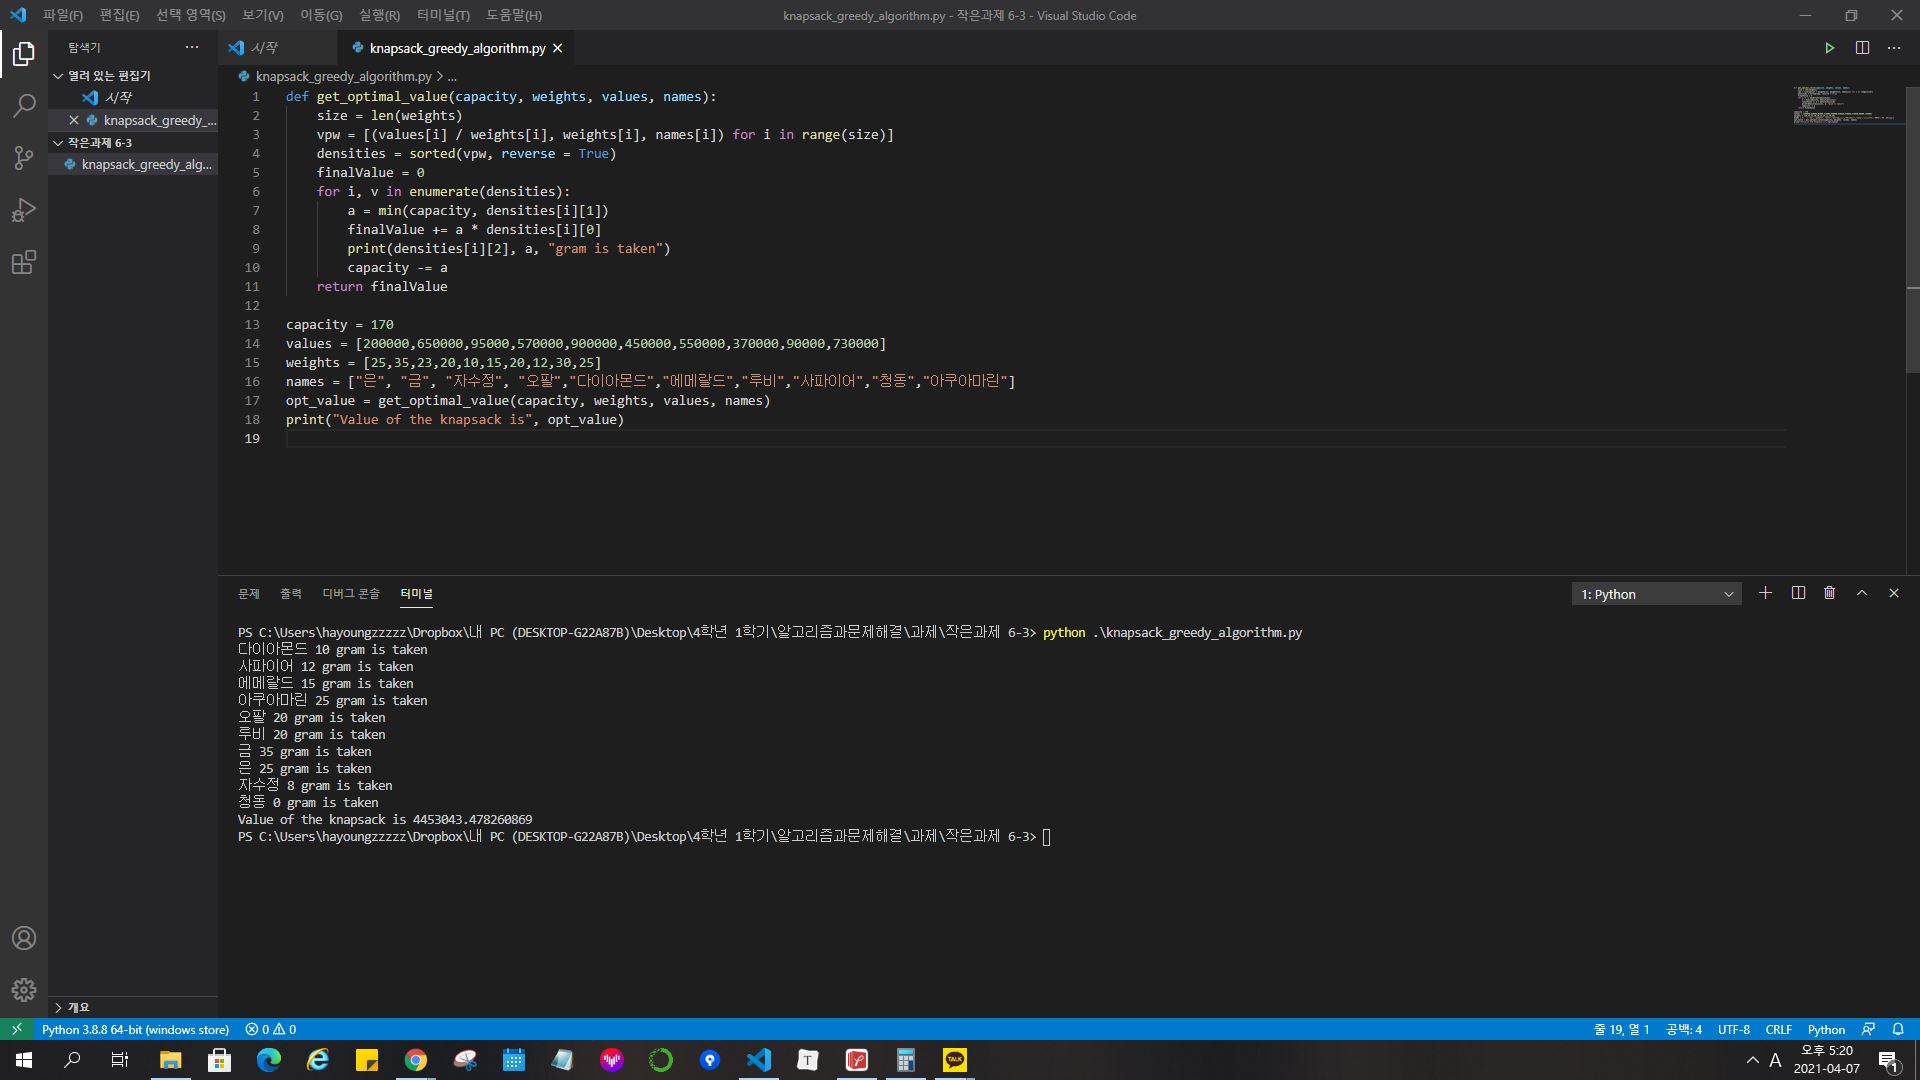 파일(F) 편집(E) 선택 영역(S) 보기(V) 이동(G) 실행(R) 터미널(T) 도움말(H)
knapsack_greedy_algorithm.py - 작은과제 6-3 - Visual Studio Code
탐색기
시작
knapsack_greedy_algorithm.py
열려 있는 편집기
시작
knapsack_greedy_...
작은과제 6-3
knapsack_greedy_alg...
knapsack_greedy_algorithm.py > ...
1 def get_optimal_value(capacity, weights, values, names):
2 size = len(weights)
3 vpw = [(values[i] / weights[i], weights[i], names[i]) for i in range(size)]
4 densities = sorted(vpw, reverse = True)
5 finalValue = 0
6 for i, v in enumerate(densities):
7 a = min(capacity, densities[i][1])
8 finalValue += a * densities[i][0]
9 print(densities[i][2], a, "gram is taken")
10 capacity -= a
11 return finalValue
12
13 capacity = 170
14 values = [200000,650000,95000,570000,900000,450000,550000,370000,90000,730000]
15 weights = [25,35,23,20,10,15,20,12,30,25]
16 names = ["은", "금", "자수정", "오팔","다이아몬드","에메랄드","루비","사파이어","청동","아쿠아마린"]
17 opt_value = get_optimal_value(capacity, weights, values, names)
18 print("Value of the knapsack is", opt_value)
19
문제 출력 디버그 콘솔 터미널
1: Python
PS C:\Users\hayoungzzzzz\Dropbox\내 PC (DESKTOP-G22A87B)\Desktop\4학년 1학기\알고리즘과문제해결\과제\작은과제 6-3> python .\knapsack_greedy_algorithm.py
다이아몬드 10 gram is taken
사파이어 12 gram is taken
에메랄드 15 gram is taken
아쿠아마린 25 gram is taken
오팔 20 gram is taken
루비 20 gram is taken
금 35 gram is taken
은 25 gram is taken
자수정 8 gram is taken
청동 0 gram is taken
Value of the knapsack is 4453043.478260869
PS C:\Users\hayoungzzzzz\Dropbox\내 PC (DESKTOP-G22A87B)\Desktop\4학년 1학기\알고리즘과문제해결\과제\작은과제 6-3>
개요
Python 3.8.8 64-bit (windows store) 0 0
줄 19, 열 1 공백: 4 UTF-8 CRLF Python
TALK
T
A
오후 5:20
2021-04-07
1